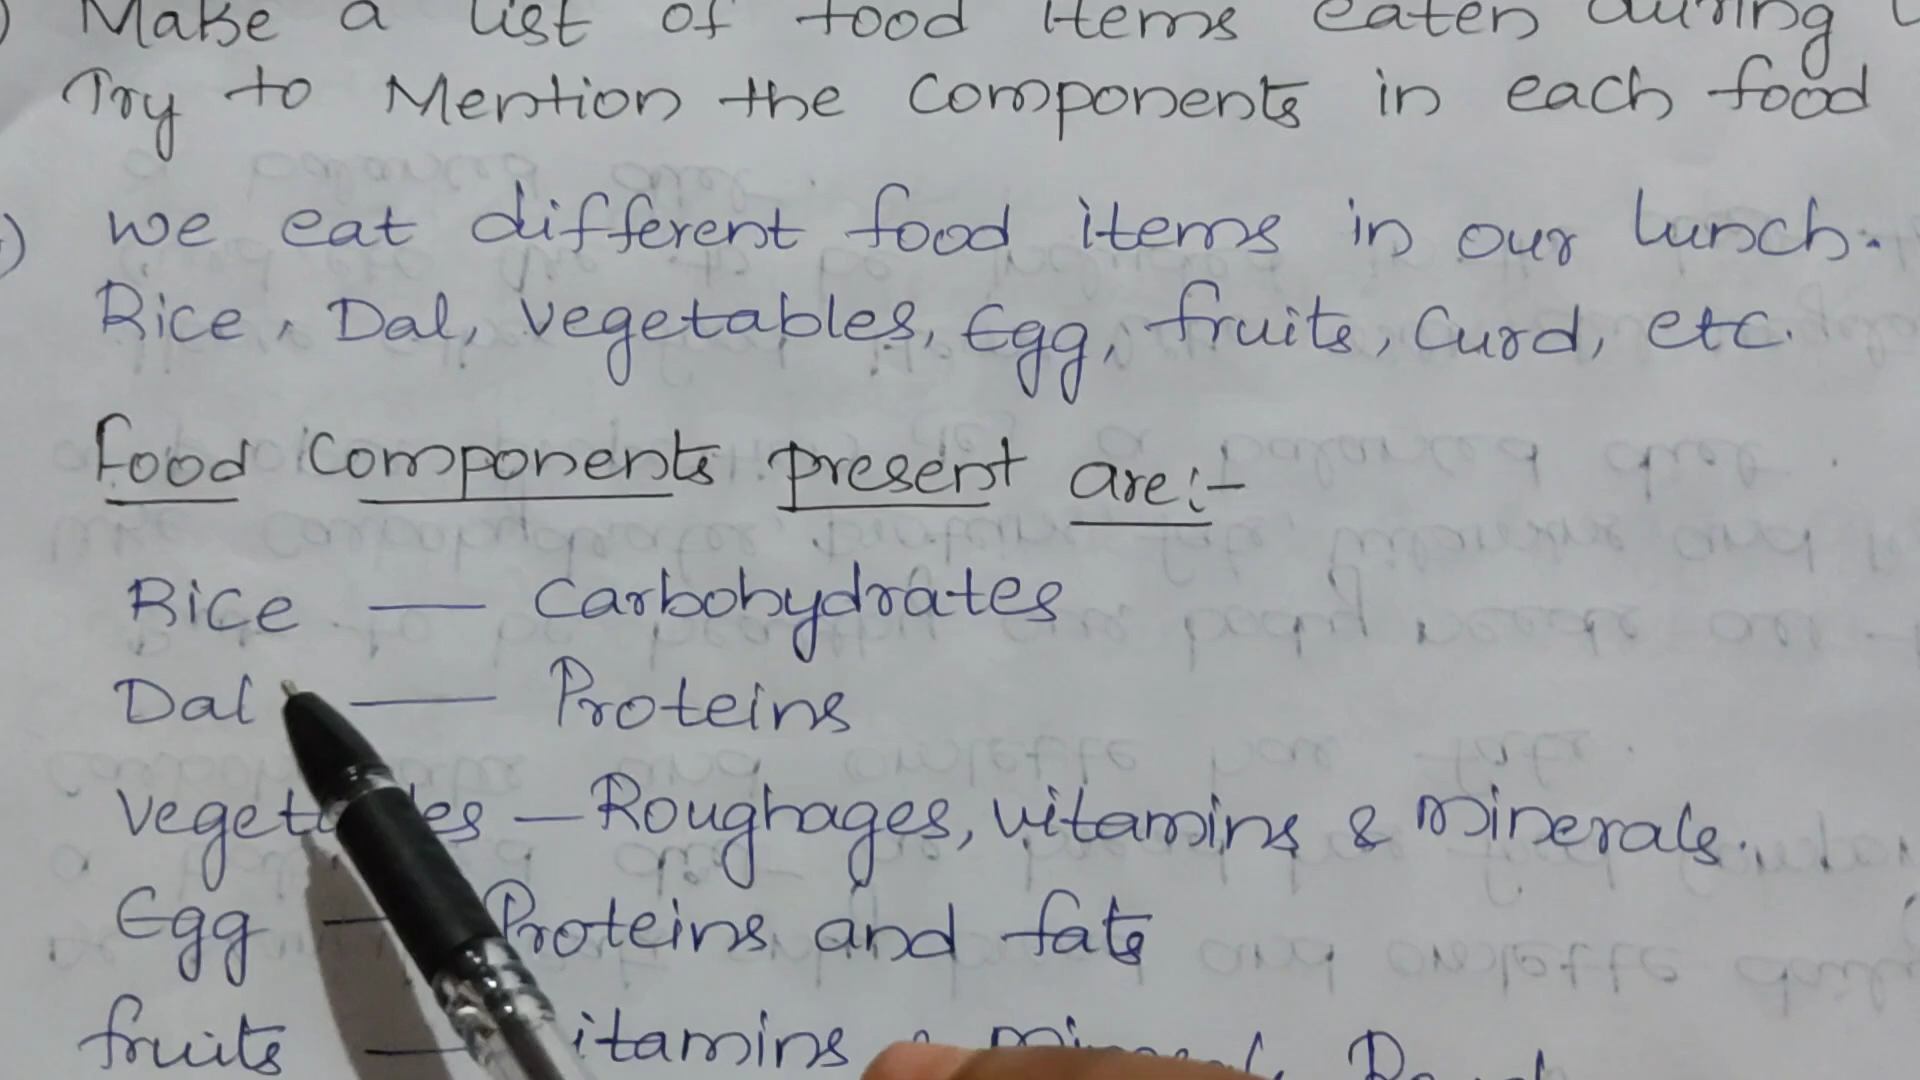 Make a list of food items eaten during
Try to Mention the components in each food
we eat different food items in our lunch.
Rice, Dal, Vegetables, Egg, fruits, Curd, etc.
Food components present are:-
Rice — Carbohydrates
Dal — Proteins
Vegetables — Roughages, vitamins & minerals.
Egg — Proteins and fats
fruits —